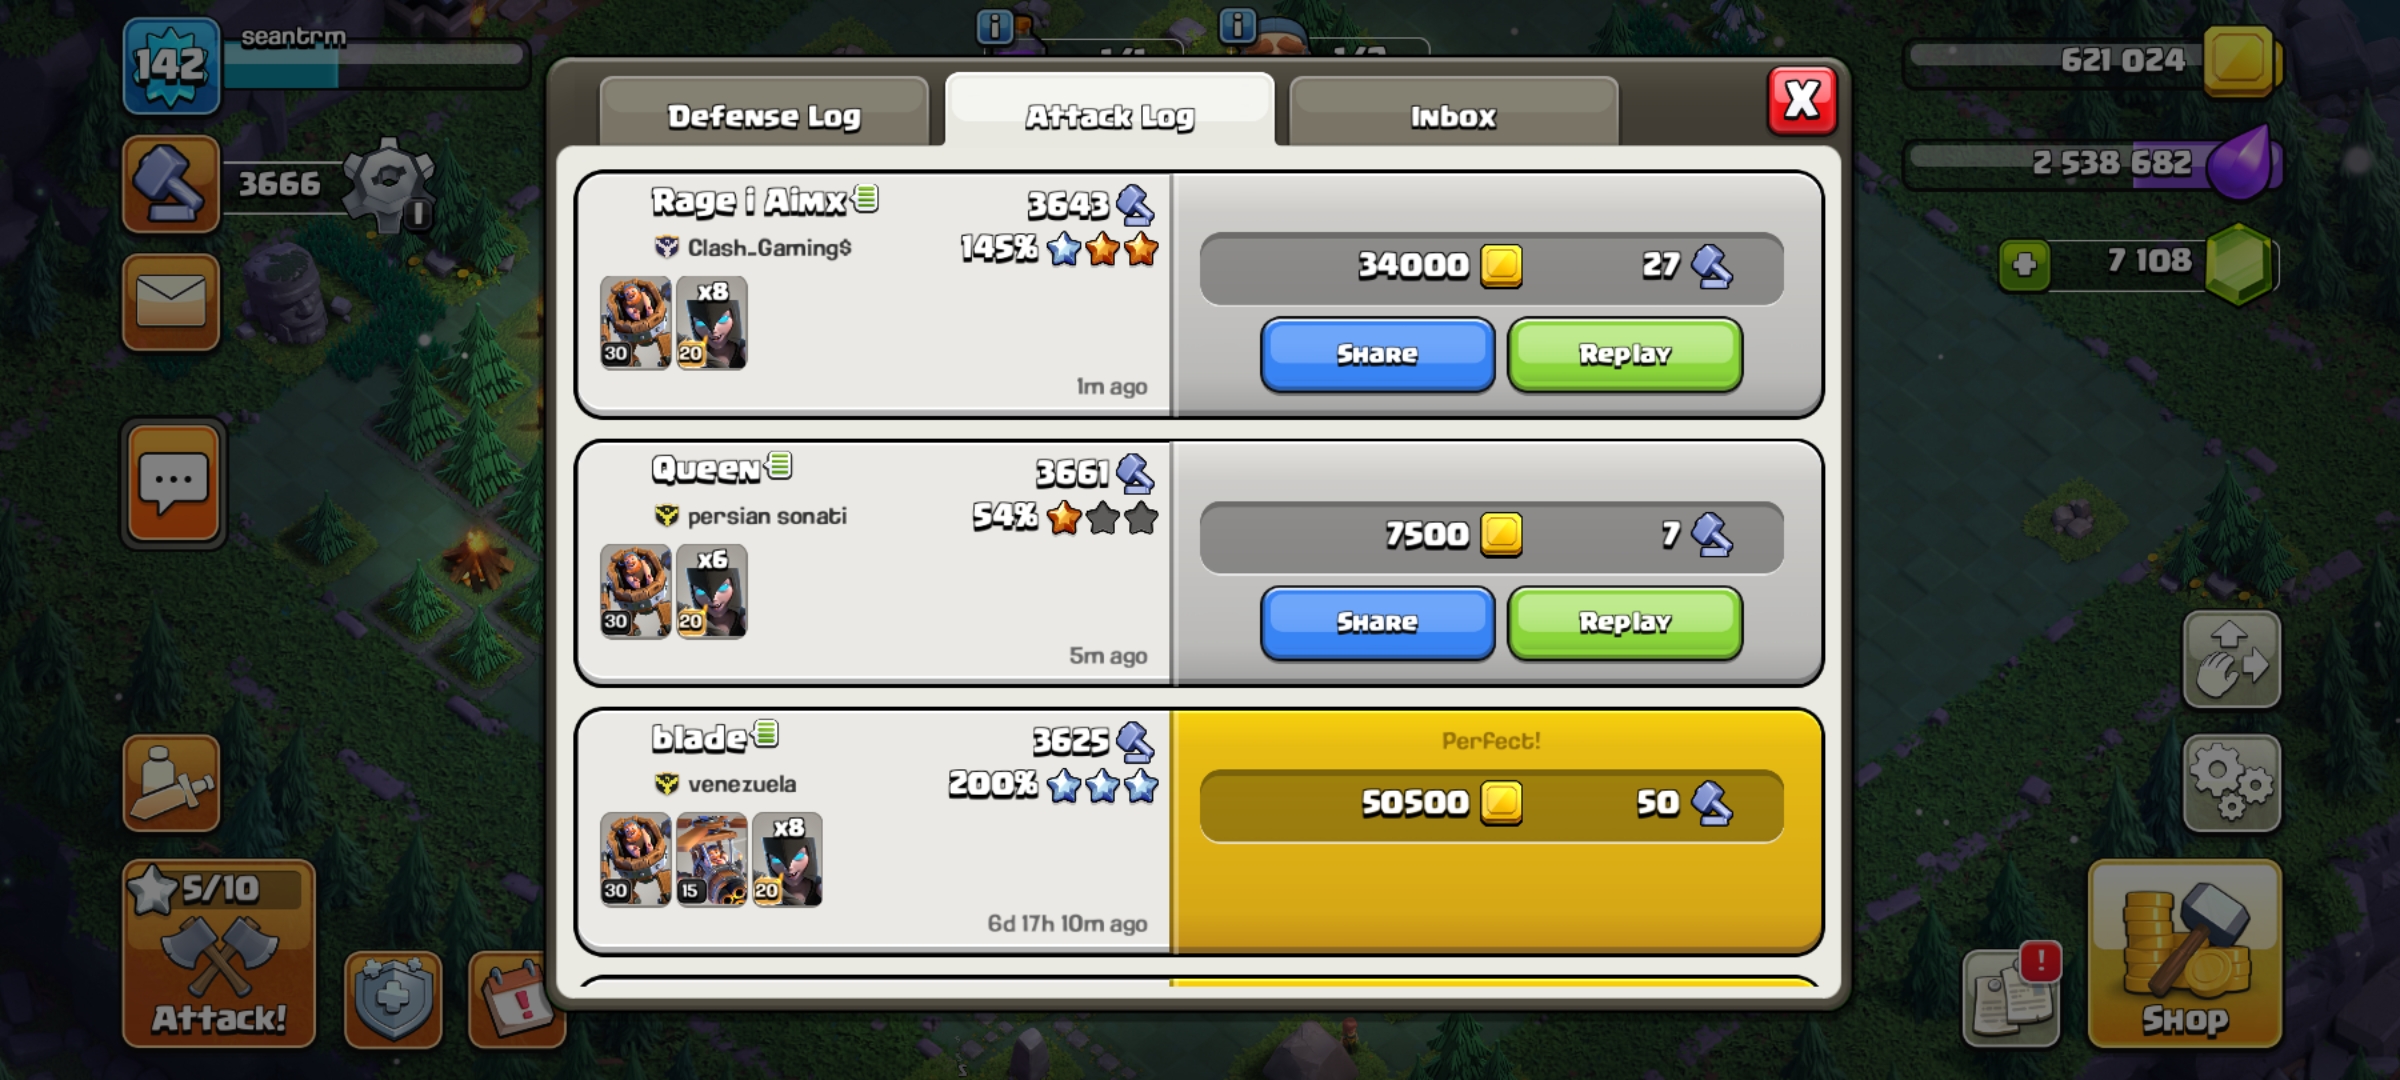 142
seantrm
3666
I
1/1
621 024
2 538 682
7 108
Defense Log
Attack Log
Inbox
X
Rage i Aimx
3643
Clash_Gaming$
145%
x8
30
20
1m ago
34000
27
Share
Replay
Queen
3661
persian sonati
54%
x6
30
20
5m ago
7500
7
Share
Replay
blade
3625
venezuela
200%
x8
30
15
20
6d 17h 10m ago
Perfect!
50500
50
5/10
Attack!
!
!
Shop